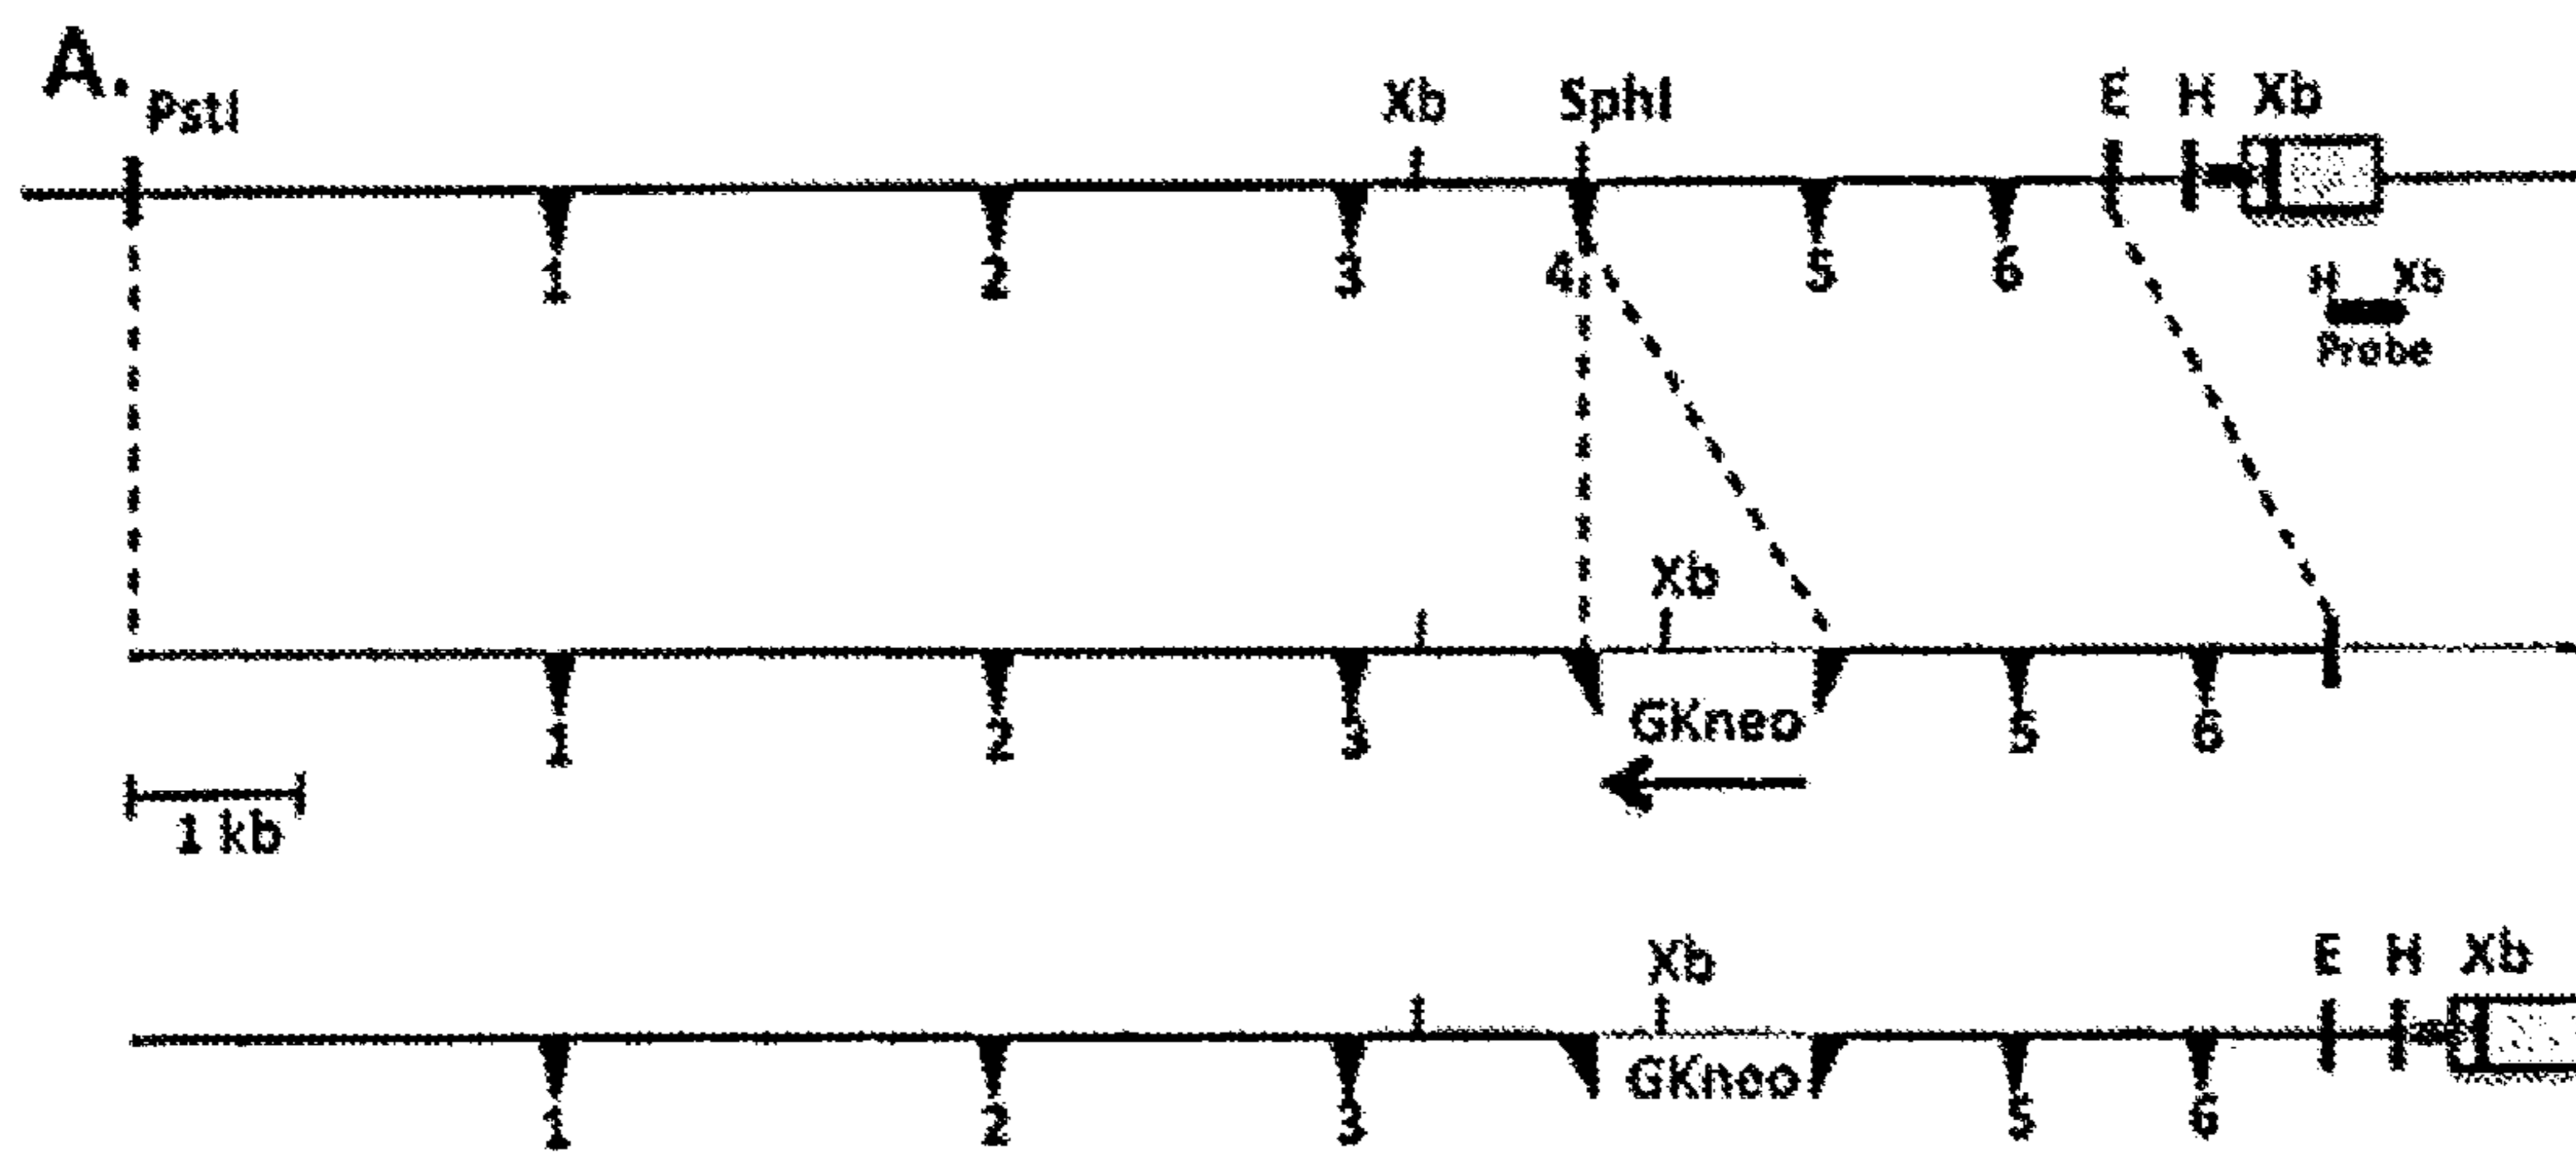 A.
PstI Xb SphI E H Xb
1 2 3 4 5 6
H Xb
Probe
Xb
1 2 3 GKneo 5 6
1 kb
Xb E H Xb
1 2 3 GKneo 5 6